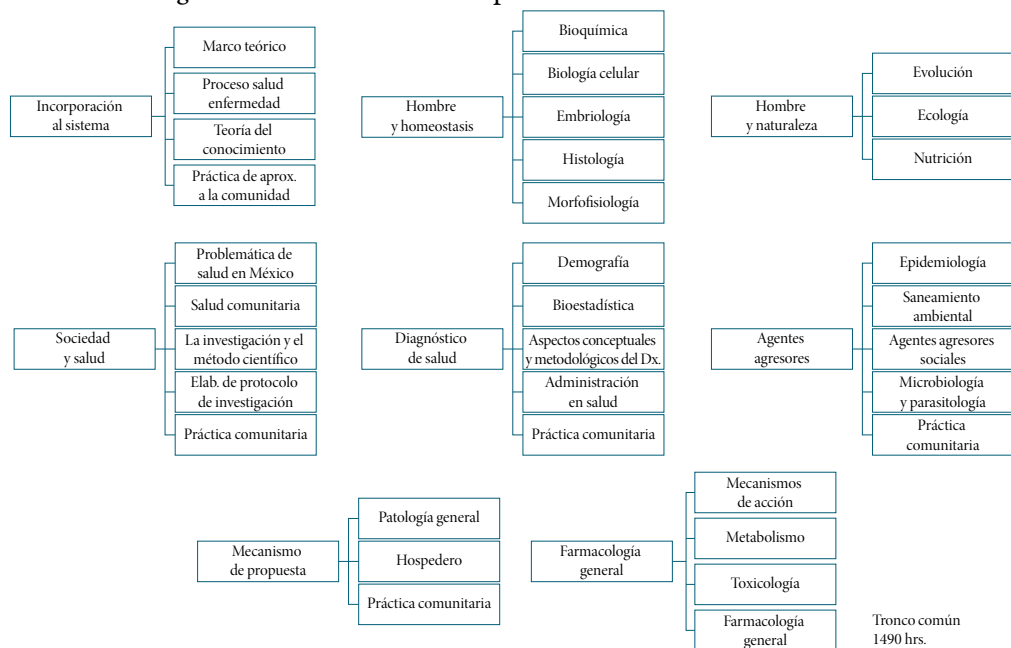 Marco teórico
Proceso salud
enfermedad
Incorporación
al sistema
Teoría del
conocimiento
Práctica de aprox.
a la comunidad
Bioquímica
Biología celular
Hombre
y homeostasis
Embriología
Histología
Morfofisiología
Evolución
Hombre
y naturaleza
Ecología
Nutrición
Problemática de
salud en México
Salud comunitaria
Sociedad
y salud
La investigación y el
método científico
Elab. de protocolo
de investigación
Práctica comunitaria
Demografía
Bioestadística
Diagnóstico
de salud
Aspectos conceptuales
y metodológicos del Dx.
Administración
en salud
Práctica comunitaria
Epidemiología
Saneamiento
ambiental
Agentes
agresores
Agentes agresores
sociales
Microbiología
y parasitología
Práctica
comunitaria
Patología general
Mecanismo
de propuesta
Hospedero
Práctica comunitaria
Mecanismos
de acción
Metabolismo
Farmacología
general
Toxicología
Farmacología
general
Tronco común
1490 hrs.